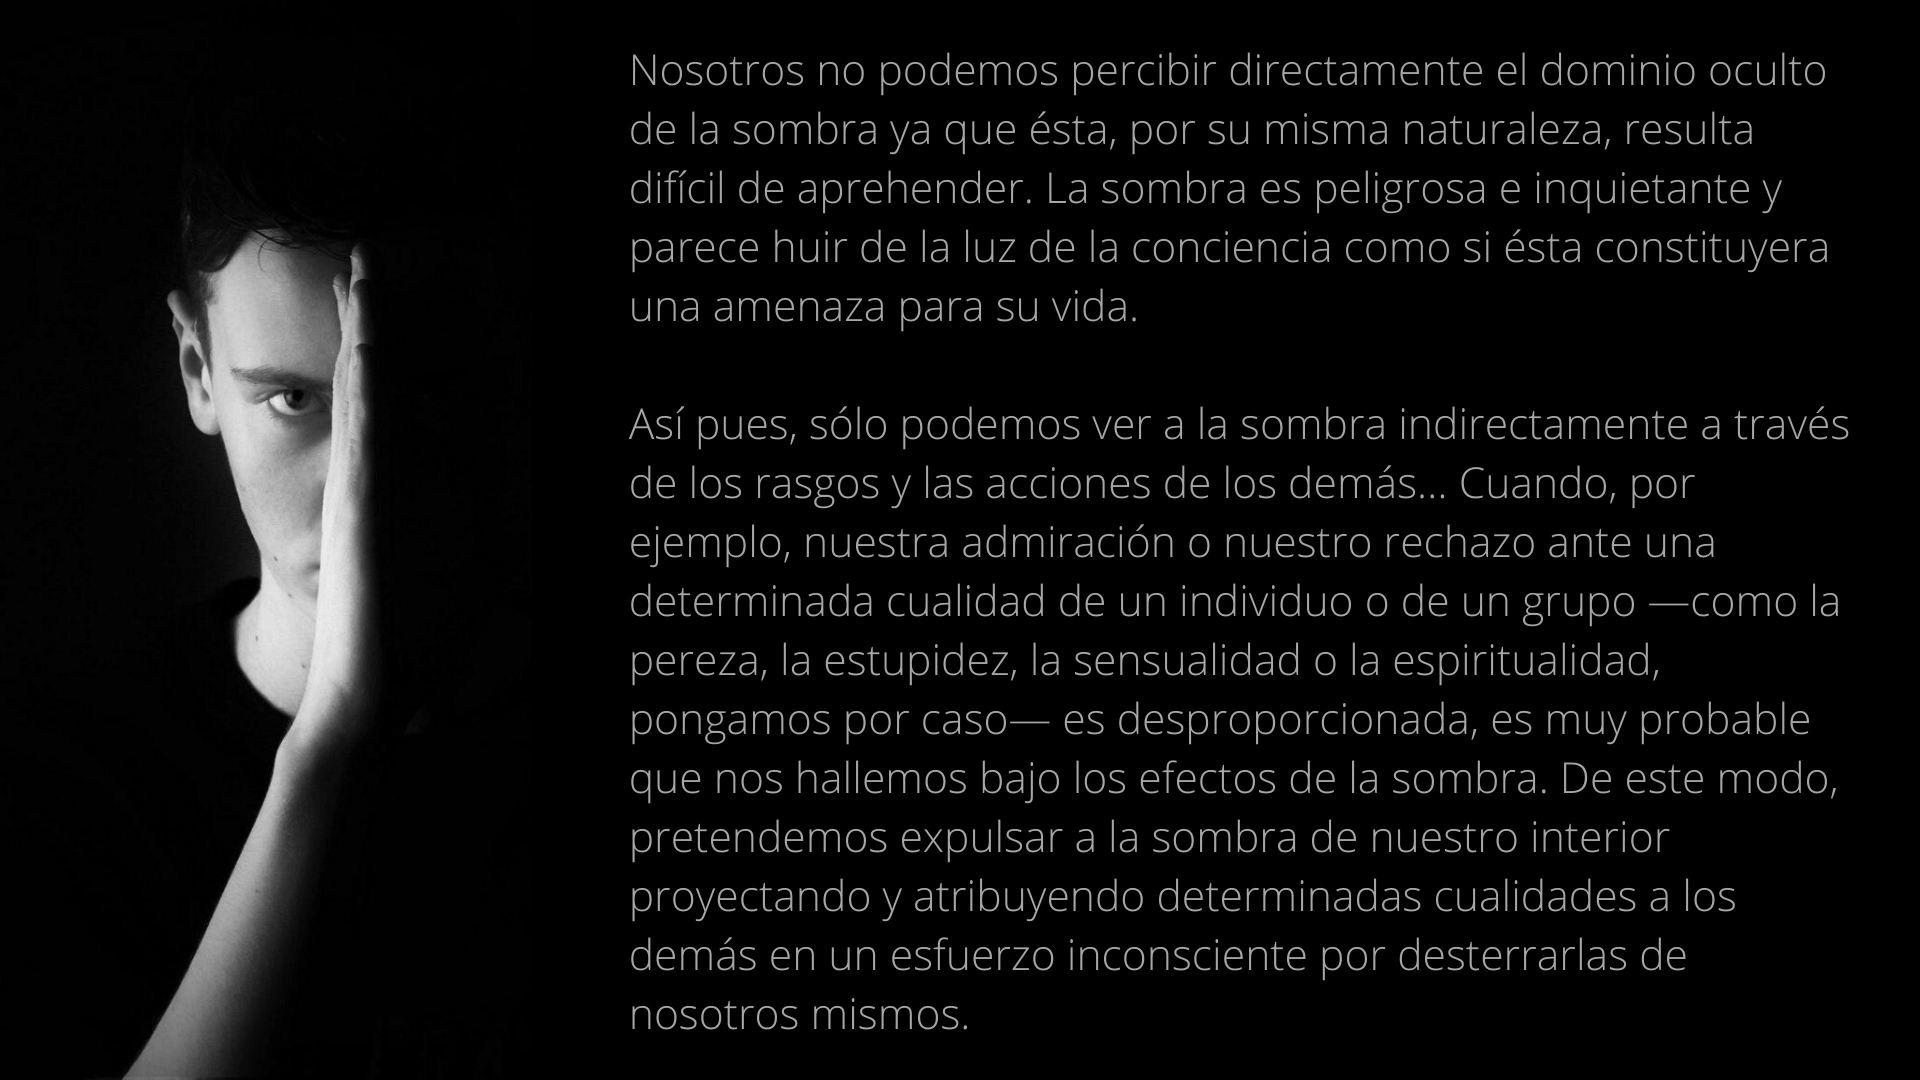 Nosotros no podemos percibir directamente el dominio oculto
de la sombra ya que ésta, por su misma naturaleza, resulta
difícil de aprehender. La sombra es peligrosa e inquietante y
parece huir de la luz de la conciencia como si ésta constituyera
una amenaza para su vida.
Así pues, sólo podemos ver a la sombra indirectamente a través
de los rasgos y las acciones de los demás... Cuando, por
ejemplo, nuestra admiración o nuestro rechazo ante una
determinada cualidad de un individuo o de un grupo —como la
pereza, la estupidez, la sensualidad o la espiritualidad,
pongamos por caso— es desproporcionada, es muy probable
que nos hallemos bajo los efectos de la sombra. De este modo,
pretendemos expulsar a la sombra de nuestro interior
proyectando y atribuyendo determinadas cualidades a los
demás en un esfuerzo inconsciente por desterrarlas de
nosotros mismos.